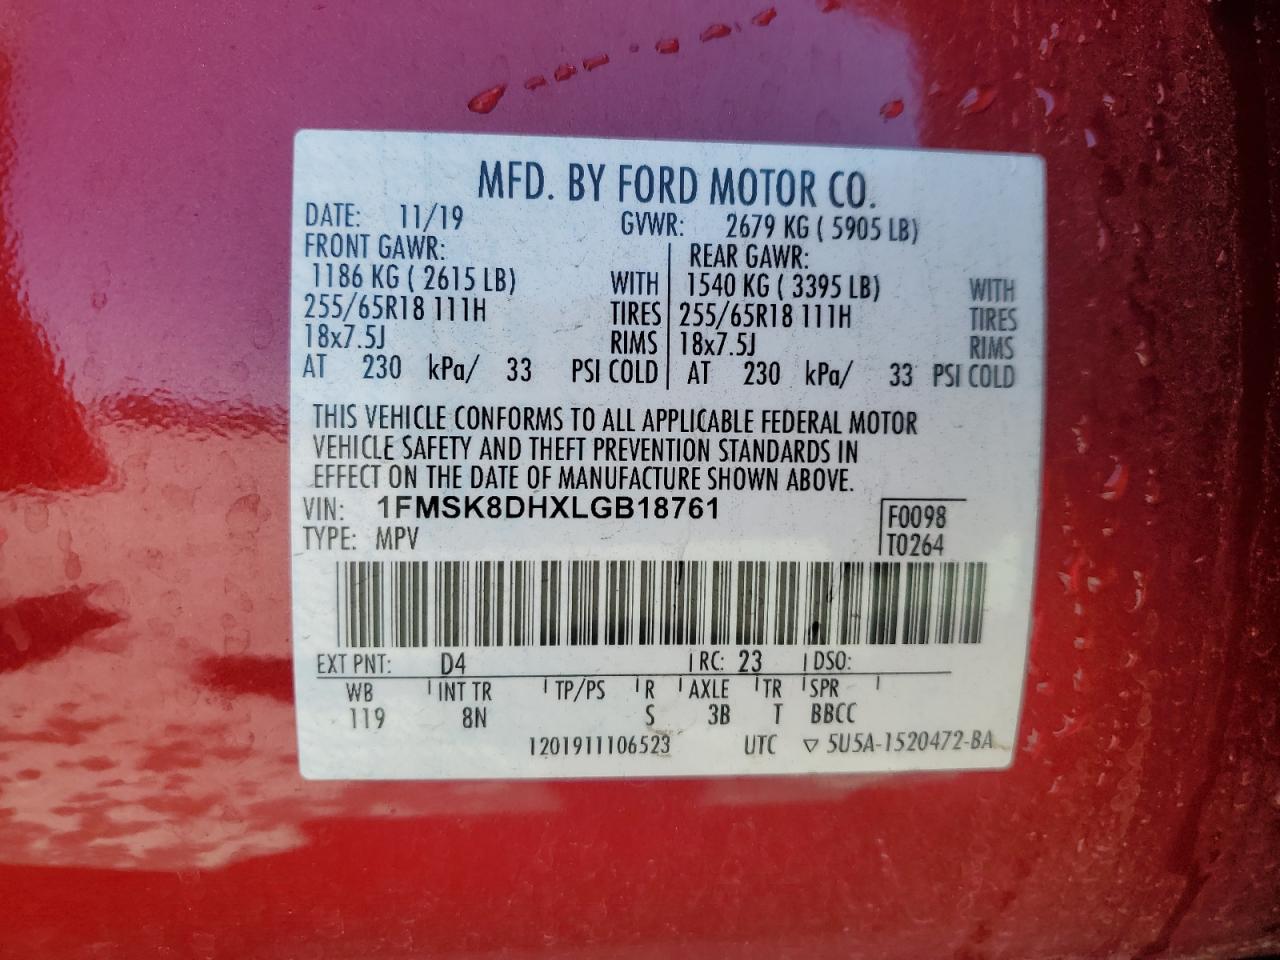 MFD. BY FORD MOTOR CO.
DATE: 11/19 GVWR: 2679 KG ( 5905 LB)
FRONT GAWR: REAR GAWR:
1186 KG ( 2615 LB) WITH 1540 KG ( 3395 LB) WITH
255/65R18 111H TIRES 255/65R18 111H TIRES
18x7.5J RIMS 18x7.5J RIMS
AT 230 kPa/ 33 PSI COLD AT 230 kPa/ 33 PSI COLD
THIS VEHICLE CONFORMS TO ALL APPLICABLE FEDERAL MOTOR
VEHICLE SAFETY AND THEFT PREVENTION STANDARDS IN
EFFECT ON THE DATE OF MANUFACTURE SHOWN ABOVE.
VIN: 1FMSK8DHXLGB18761 F0098
TYPE: MPV T0264
EXT PNT: D4 RC: 23 DSO:
WB INT TR TP/PS R AXLE TR SPR
119 8N S 3B T BBCC
1201911106523 UTC ▽ 5U5A-1520472-BA